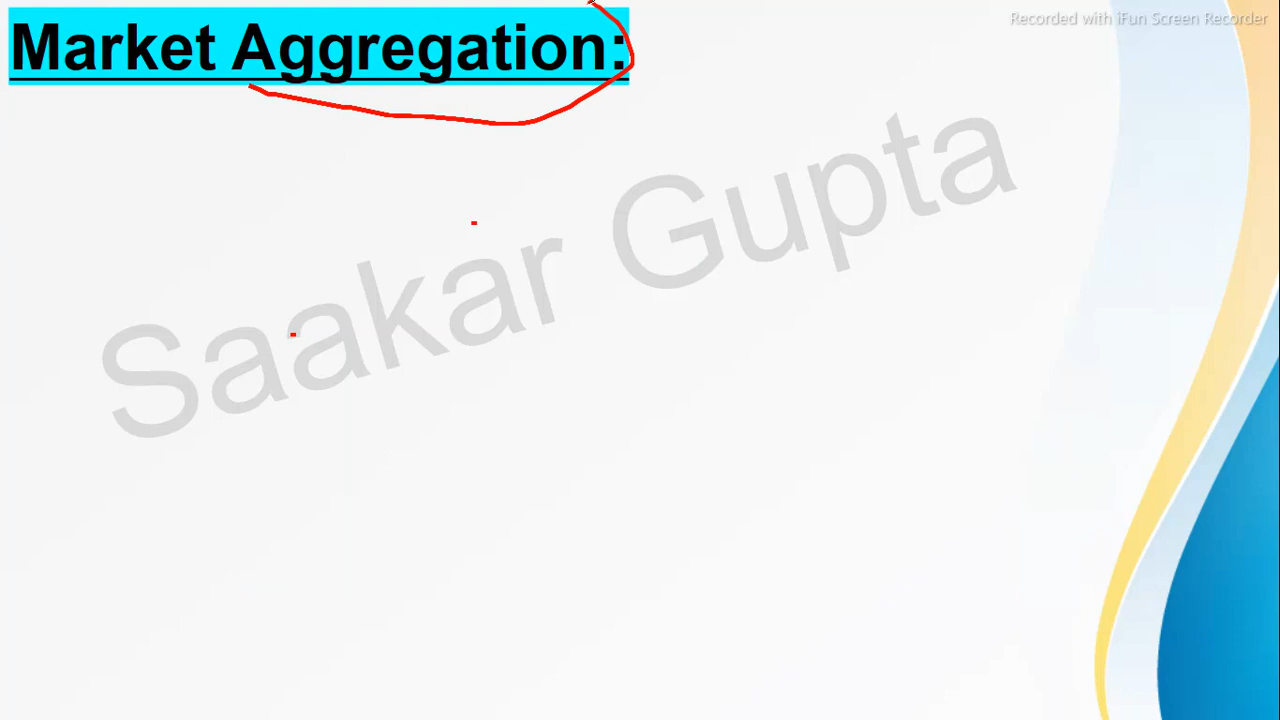 Recorded with iFun Screen Recorder
Market Aggregation:
Saakar Gupta